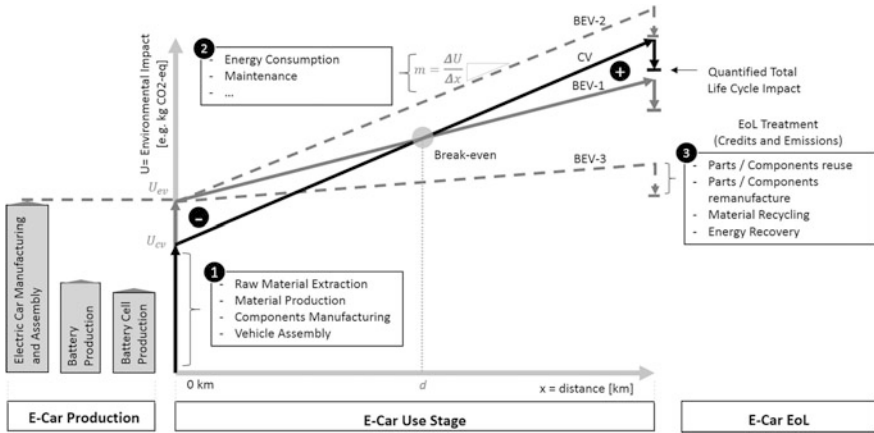 U= Environmental Impact
[e.g. kg CO2-eq]
2
- Energy Consumption
- Maintenance
- ...
m = ΔU / Δx
BEV-2
CV
+
BEV-1
Quantified Total
Life Cycle Impact
Break-even
BEV-3
EoL Treatment
(Credits and Emissions)
3
- Parts / Components reuse
- Parts / Components
remanufacture
- Material Recycling
- Energy Recovery
U_ev
-
U_cv
1
- Raw Material Extraction
- Material Production
- Components Manufacturing
- Vehicle Assembly
Electric Car Manufacturing
and Assembly
Battery
Production
Battery Cell
Production
0 km
d
x = distance [km]
E-Car Production
E-Car Use Stage
E-Car EoL